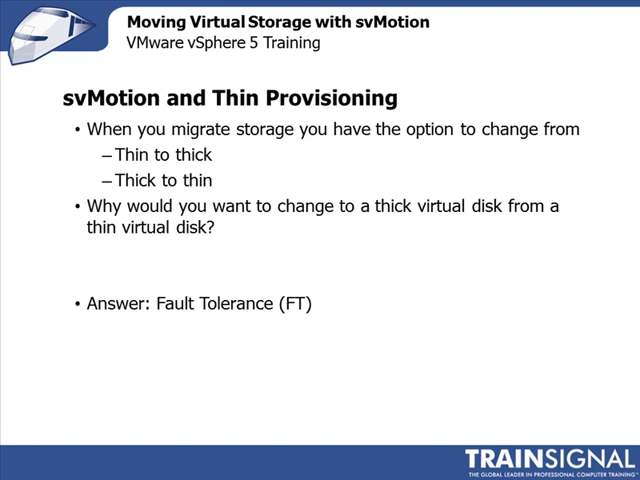 Moving Virtual Storage with svMotion
VMware vSphere 5 Training
svMotion and Thin Provisioning
• When you migrate storage you have the option to change from
– Thin to thick
– Thick to thin
• Why would you want to change to a thick virtual disk from a
thin virtual disk?
• Answer: Fault Tolerance (FT)
TRAINSIGNAL
THE GLOBAL LEADER IN PROFESSIONAL COMPUTER TRAINING